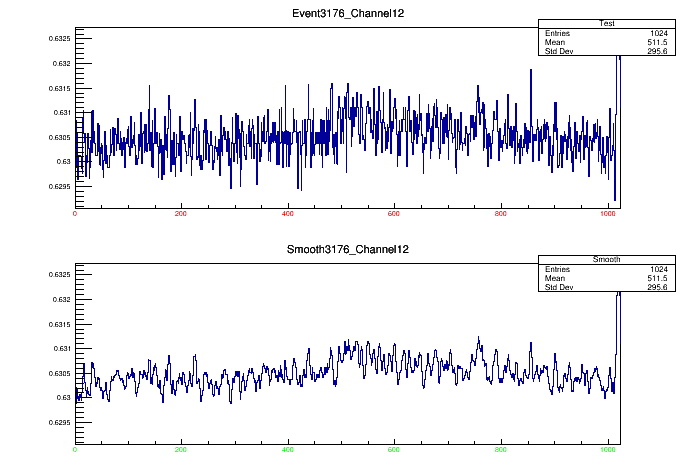 Event3176_Channel12
Test
Entries 1024
Mean 511.5
Std Dev 295.6
0.6325
0.632
0.6315
0.631
0.6305
0.63
0.6295
0 200 400 600 800 1000
Smooth3176_Channel12
Smooth
Entries 1024
Mean 511.5
Std Dev 295.6
0.6325
0.632
0.6315
0.631
0.6305
0.63
0.6295
0 200 400 600 800 1000